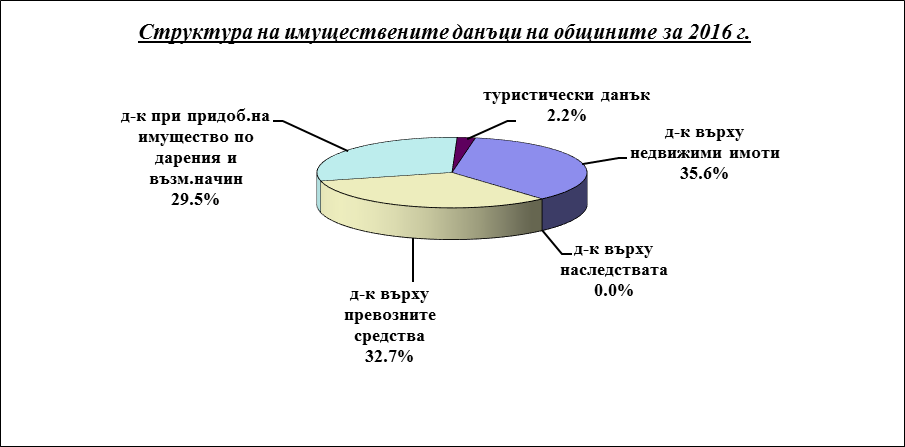 Структура на имуществените данъци на общините за 2016 г.
туристически данък
2.2%
д-к върху
недвижими имоти
35.6%
д-к върху
наследствата
0.0%
д-к върху
превозните
средства
32.7%
д-к при придоб.на
имущество по
дарения и
възм.начин
29.5%